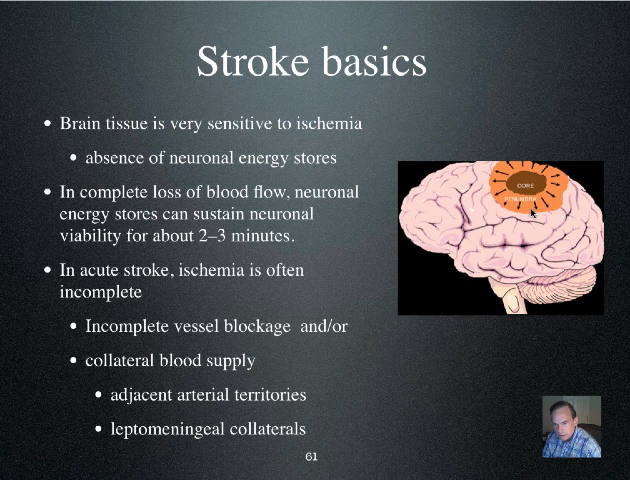 Stroke basics
• Brain tissue is very sensitive to ischemia
• absence of neuronal energy stores
• In complete loss of blood flow, neuronal
energy stores can sustain neuronal
viability for about 2–3 minutes.
• In acute stroke, ischemia is often
incomplete
• Incomplete vessel blockage and/or
• collateral blood supply
• adjacent arterial territories
• leptomeningeal collaterals
CORE
PENUMBRA
61